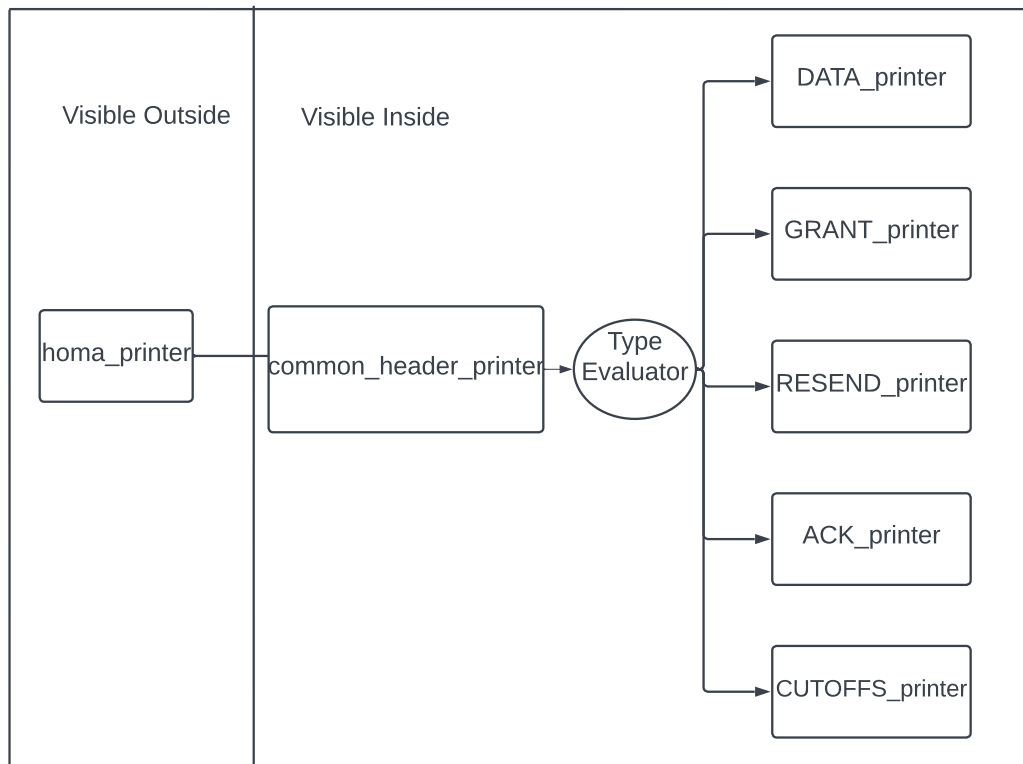 Visible Outside
Visible Inside
homa_printer
common_header_printer
Type
Evaluator
DATA_printer
GRANT_printer
RESEND_printer
ACK_printer
CUTOFFS_printer